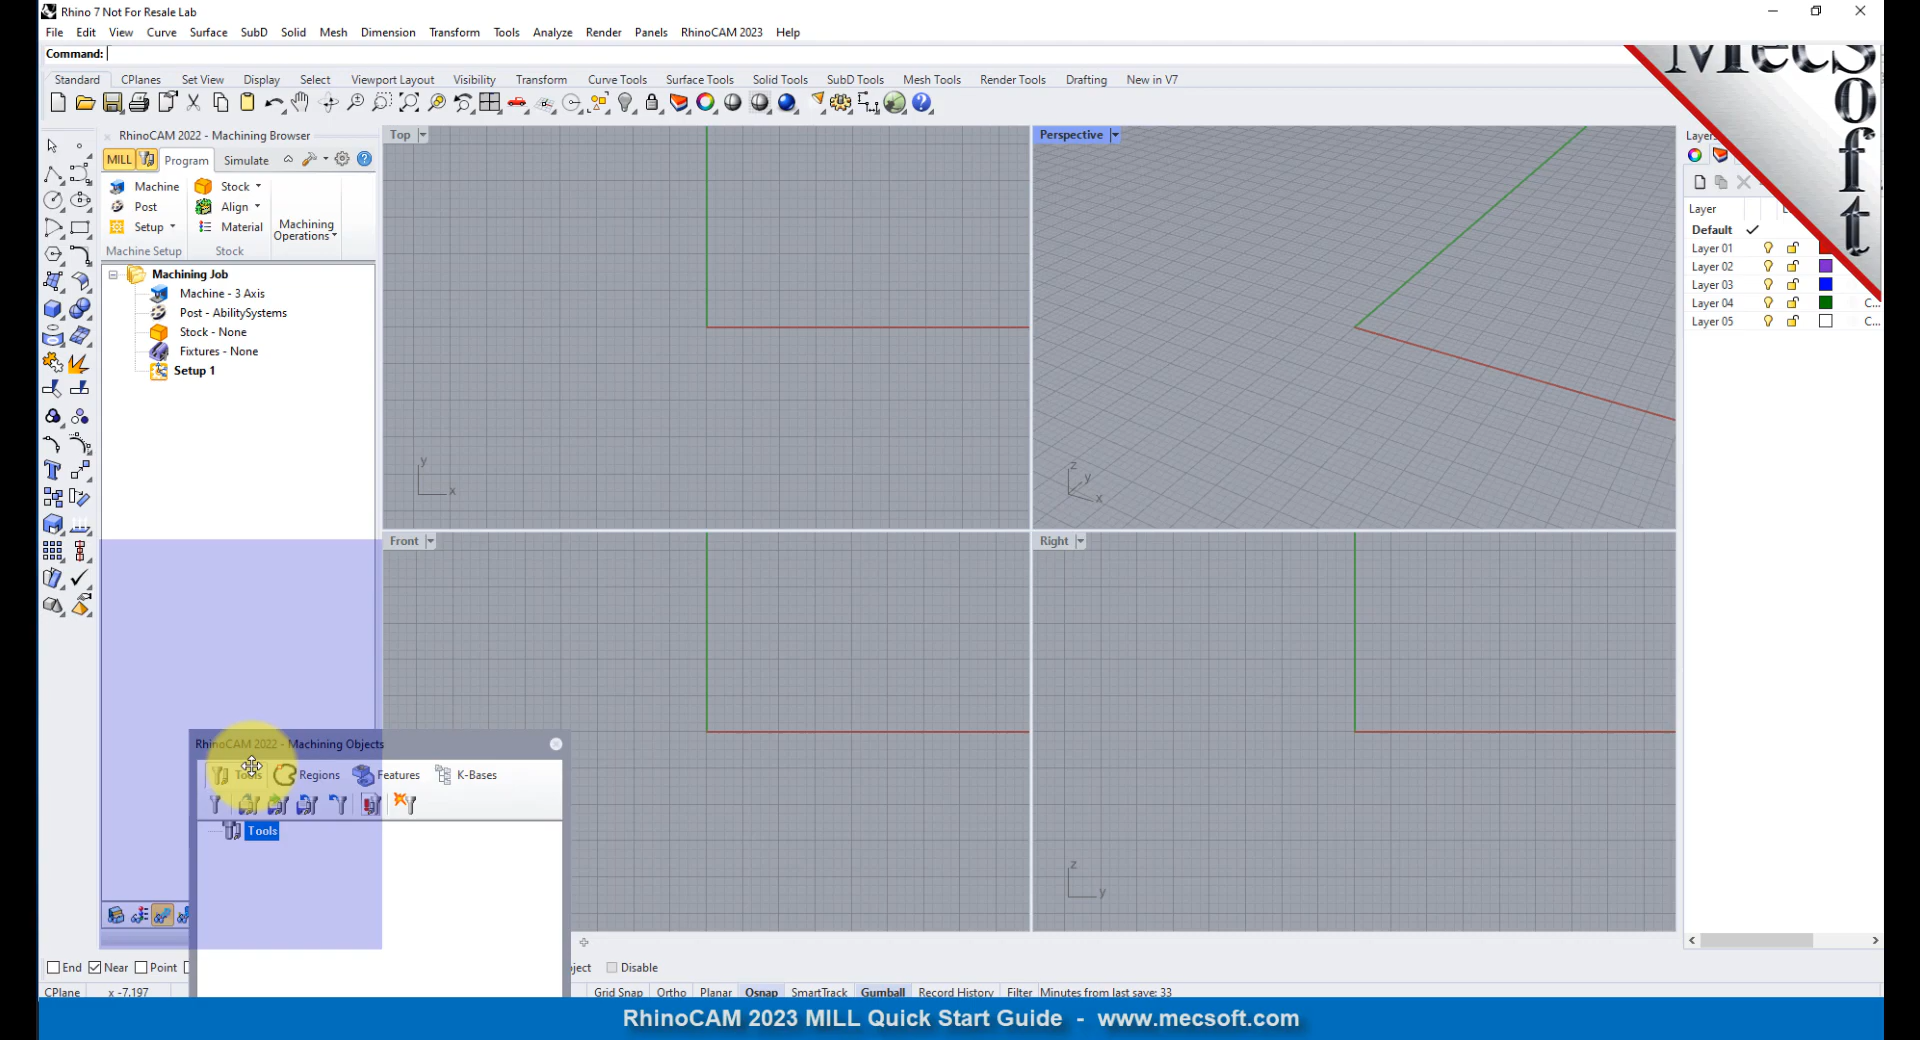 Rhino 7 Not For Resale Lab
File Edit View Curve Surface SubD Solid Mesh Dimension Transform Tools Analyze Render Panels RhinoCAM 2023 Help
Command:
Standard CPlanes Set View Display Select Viewport Layout Visibility Transform Curve Tools Surface Tools Solid Tools SubD Tools Mesh Tools Render Tools Drafting New in V7
MecSoft
RhinoCAM 2022 - Machining Browser
MILL Program Simulate
Machine Stock
Post Align
Setup Material
Machining Operations
Machine Setup Stock
Machining Job
Machine - 3 Axis
Post - AbilitySystems
Stock - None
Fixtures - None
Setup 1
Top
y
x
Perspective
z
y
x
Front
Right
z
y
Layers
Layer
Default
Layer 01
Layer 02
Layer 03
Layer 04 C...
Layer 05 C...
RhinoCAM 2022 - Machining Objects
Tools Regions Features K-Bases
Tools
End Near Point Disable
CPlane x -7.197 Grid Snap Ortho Planar Osnap SmartTrack Gumball Record History Filter Minutes from last save: 33
RhinoCAM 2023 MILL Quick Start Guide - www.mecsoft.com